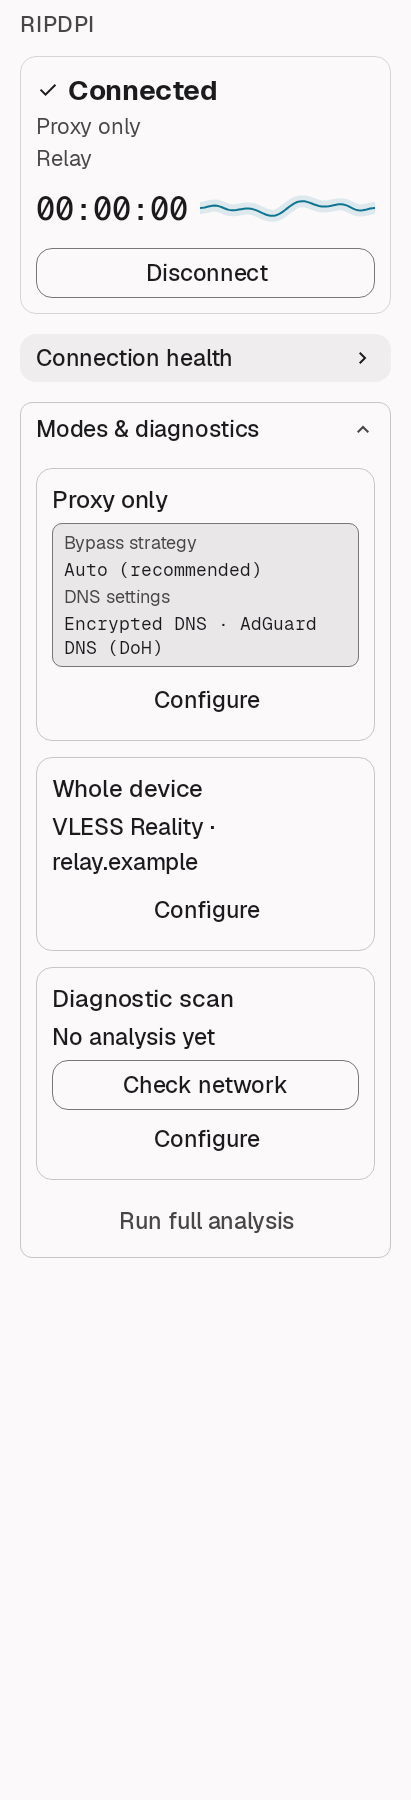 RIPDPI
Connected
Proxy only
Relay
00:00:00
Disconnect
Connection health
Modes & diagnostics
Proxy only
Bypass strategy
Auto (recommended)
DNS settings
Encrypted DNS · AdGuard
DNS (DoH)
Configure
Whole device
VLESS Reality ·
relay.example
Configure
Diagnostic scan
No analysis yet
Check network
Configure
Run full analysis